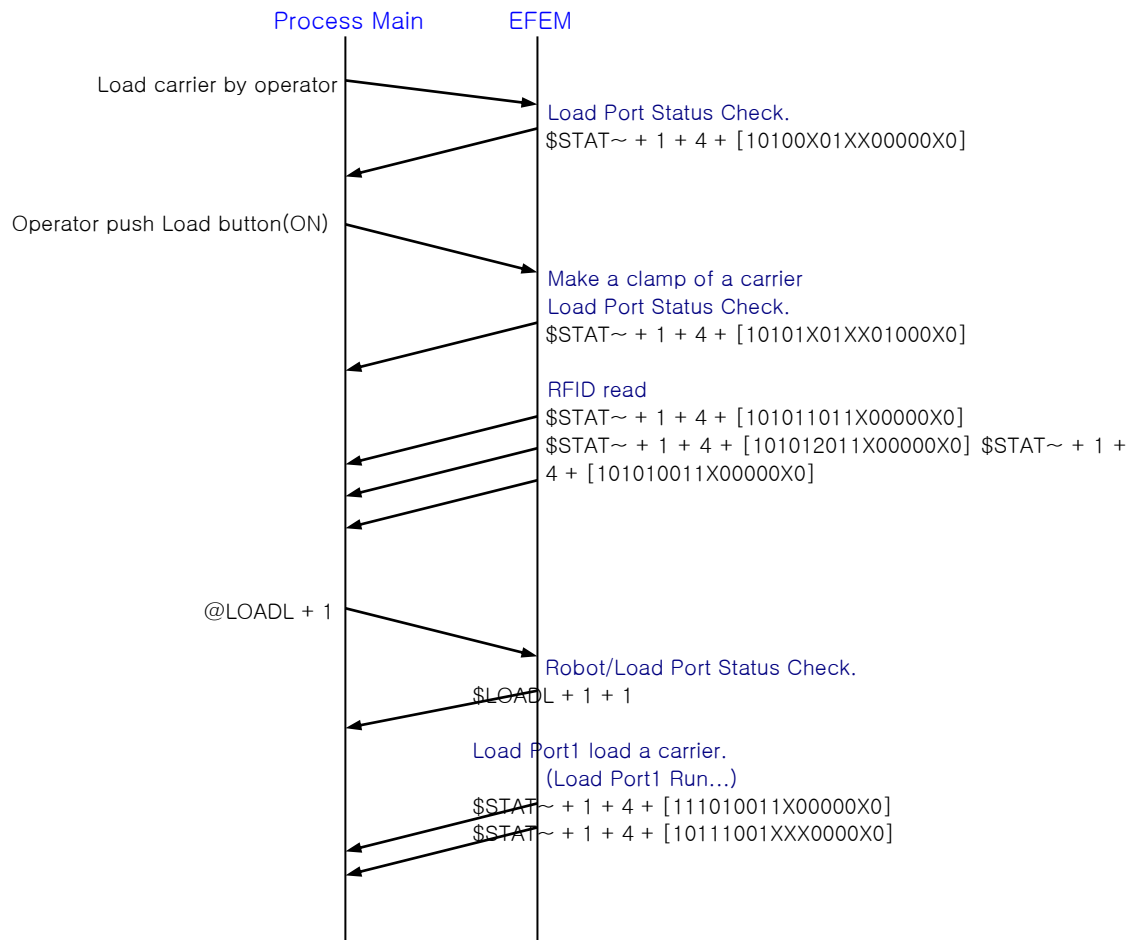 Process Main
EFEM
Load carrier by operator
Load Port Status Check.
$STAT~ + 1 + 4 + [10100X01XX00000X0]
Operator push Load button(ON)
Make a clamp of a carrier
Load Port Status Check.
$STAT~ + 1 + 4 + [10101X01XX01000X0]
RFID read
$STAT~ + 1 + 4 + [101011011X00000X0]
$STAT~ + 1 + 4 + [101012011X00000X0] $STAT~ + 1 +
4 + [101010011X00000X0]
@LOADL + 1
Robot/Load Port Status Check.
$LOADL + 1 + 1
Load Port1 load a carrier.
(Load Port1 Run...)
$STAT~ + 1 + 4 + [111010011X00000X0]
$STAT~ + 1 + 4 + [10111001XXX0000X0]